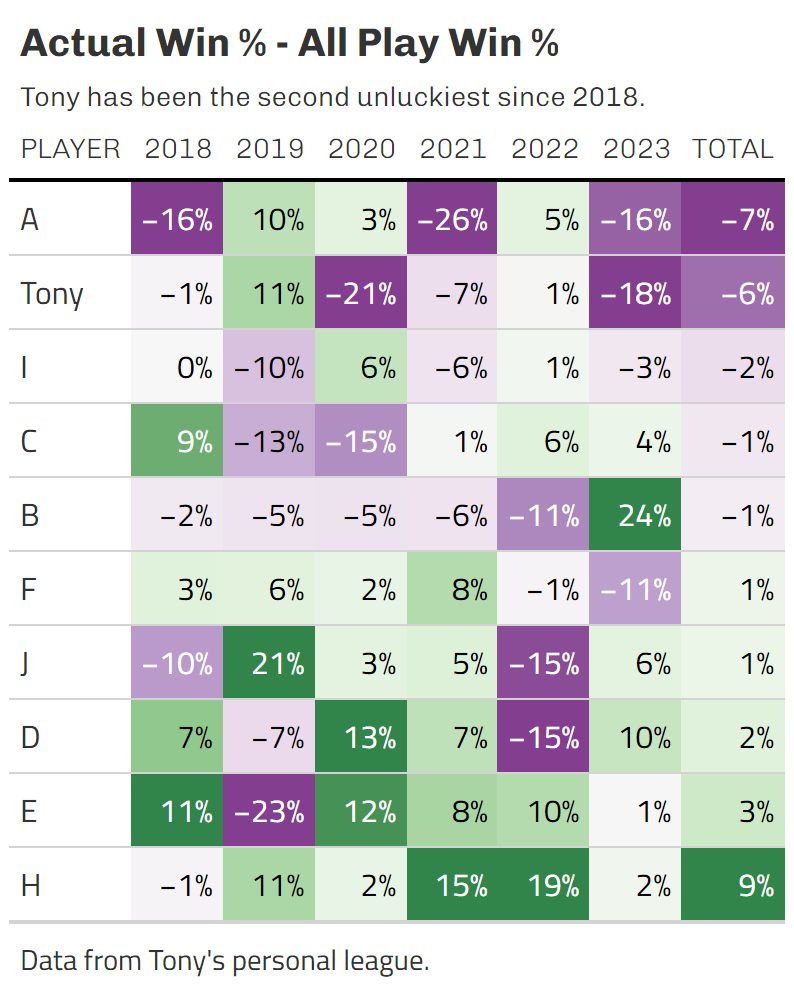 Actual Win % - All Play Win %
Tony has been the second unluckiest since 2018.
PLAYER 2018 2019 2020 2021 2022 2023 TOTAL
A −16% 10% 3% −26% 5% −16% −7%
Tony −1% 11% −21% −7% 1% −18% −6%
I 0% −10% 6% −6% 1% −3% −2%
C 9% −13% −15% 1% 6% 4% −1%
B −2% −5% −5% −6% −11% 24% −1%
F 3% 6% 2% 8% −1% −11% 1%
J −10% 21% 3% 5% −15% 6% 1%
D 7% −7% 13% 7% −15% 10% 2%
E 11% −23% 12% 8% 10% 1% 3%
H −1% 11% 2% 15% 19% 2% 9%
Data from Tony's personal league.